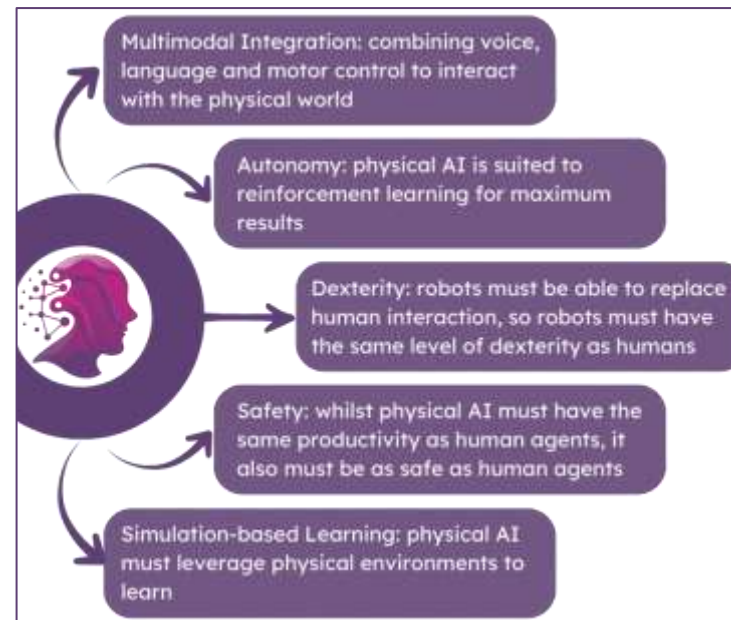 Multimodal Integration: combining voice,
language and motor control to interact
with the physical world
Autonomy: physical AI is suited to
reinforcement learning for maximum
results
Dexterity: robots must be able to replace
human interaction, so robots must have
the same level of dexterity as humans
Safety: whilst physical AI must have the
same productivity as human agents, it
also must be as safe as human agents
Simulation-based Learning: physical AI
must leverage physical environments to
learn